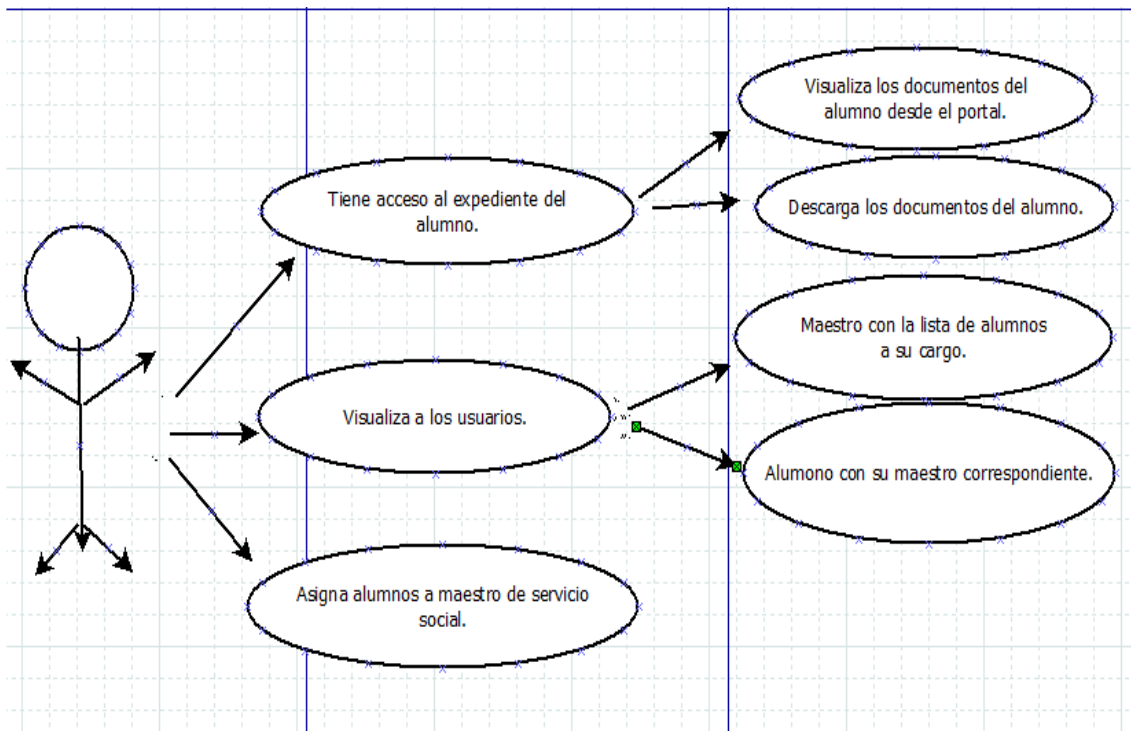 Visualiza los documentos del
alumno desde el portal.
Tiene acceso al expediente del
alumno.
Descarga los documentos del alumno.
Maestro con la lista de alumnos
a su cargo.
Visualiza a los usuarios.
Alumono con su maestro correspondiente.
Asigna alumnos a maestro de servicio
social.